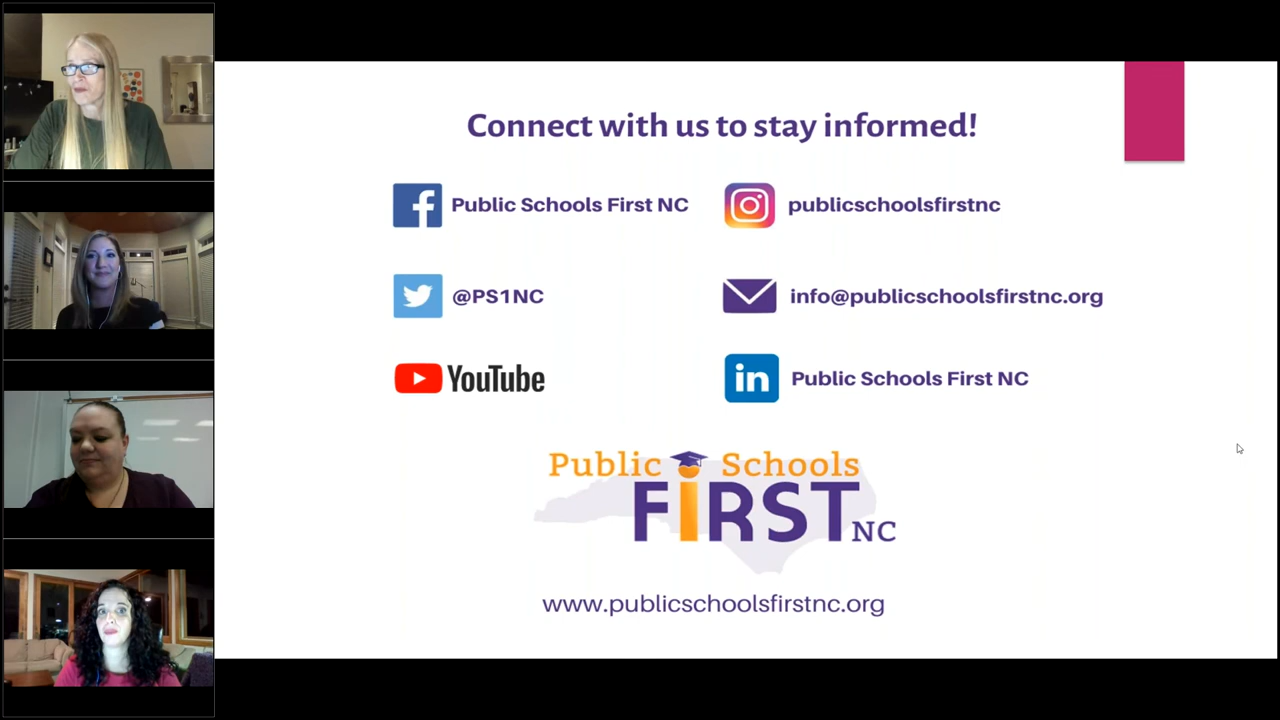 Connect with us to stay informed!
Public Schools First NC
publicschoolsfirstnc
@PS1NC
info@publicschoolsfirstnc.org
YouTube
in
Public Schools First NC
Public Schools
FiRST NC
www.publicschoolsfirstnc.org